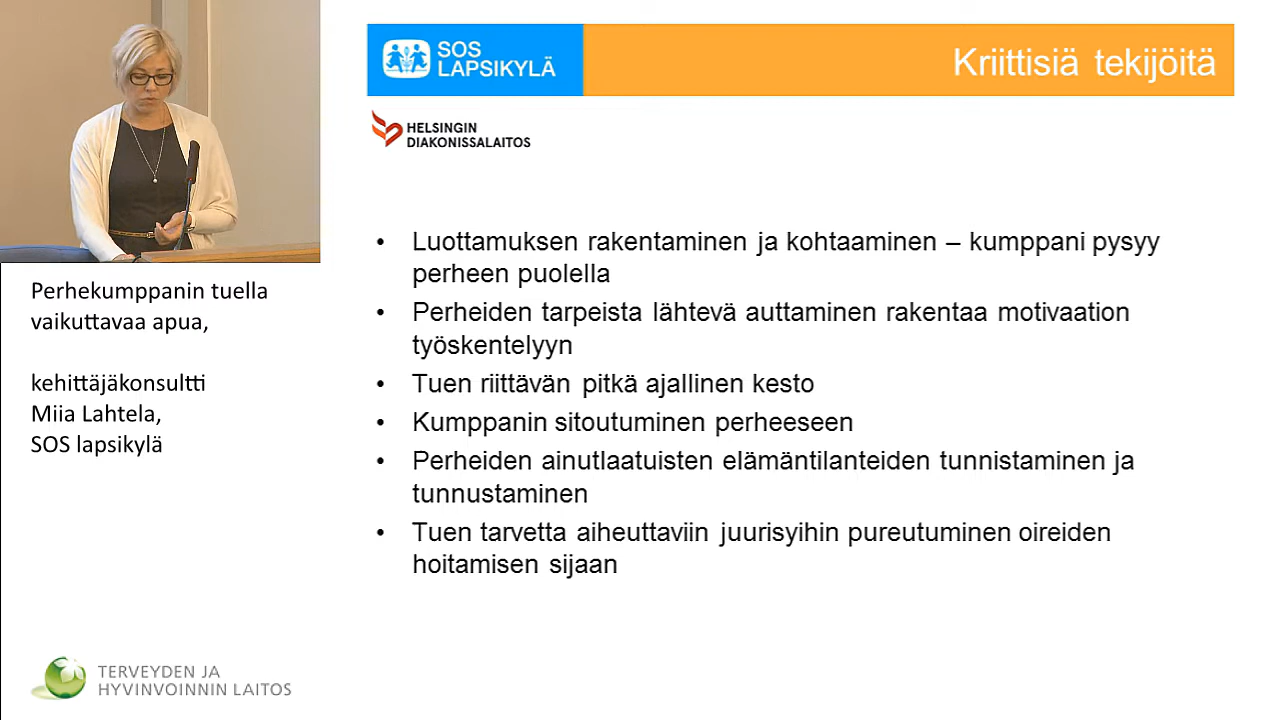 SOS
LAPSIKYLÄ
Kriittisiä tekijöitä
HELSINGIN
DIAKONISSALAITOS
• Luottamuksen rakentaminen ja kohtaaminen – kumppani pysyy
perheen puolella
• Perheiden tarpeista lähtevä auttaminen rakentaa motivaation
työskentelyyn
• Tuen riittävän pitkä ajallinen kesto
• Kumppanin sitoutuminen perheeseen
• Perheiden ainutlaatuisten elämäntilanteiden tunnistaminen ja
tunnustaminen
• Tuen tarvetta aiheuttaviin juurisyihin pureutuminen oireiden
hoitamisen sijaan
Perhekumppanin tuella
vaikuttavaa apua,
kehittäjäkonsultti
Miia Lahtela,
SOS lapsikylä
TERVEYDEN JA
HYVINVOINNIN LAITOS